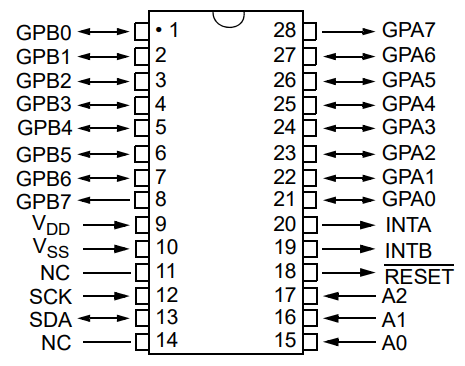 GPB0 • 1 28 GPA7
GPB1 2 27 GPA6
GPB2 3 26 GPA5
GPB3 4 25 GPA4
GPB4 5 24 GPA3
GPB5 6 23 GPA2
GPB6 7 22 GPA1
GPB7 8 21 GPA0
VDD 9 20 INTA
VSS 10 19 INTB
NC 11 18 RESET
SCK 12 17 A2
SDA 13 16 A1
NC 14 15 A0